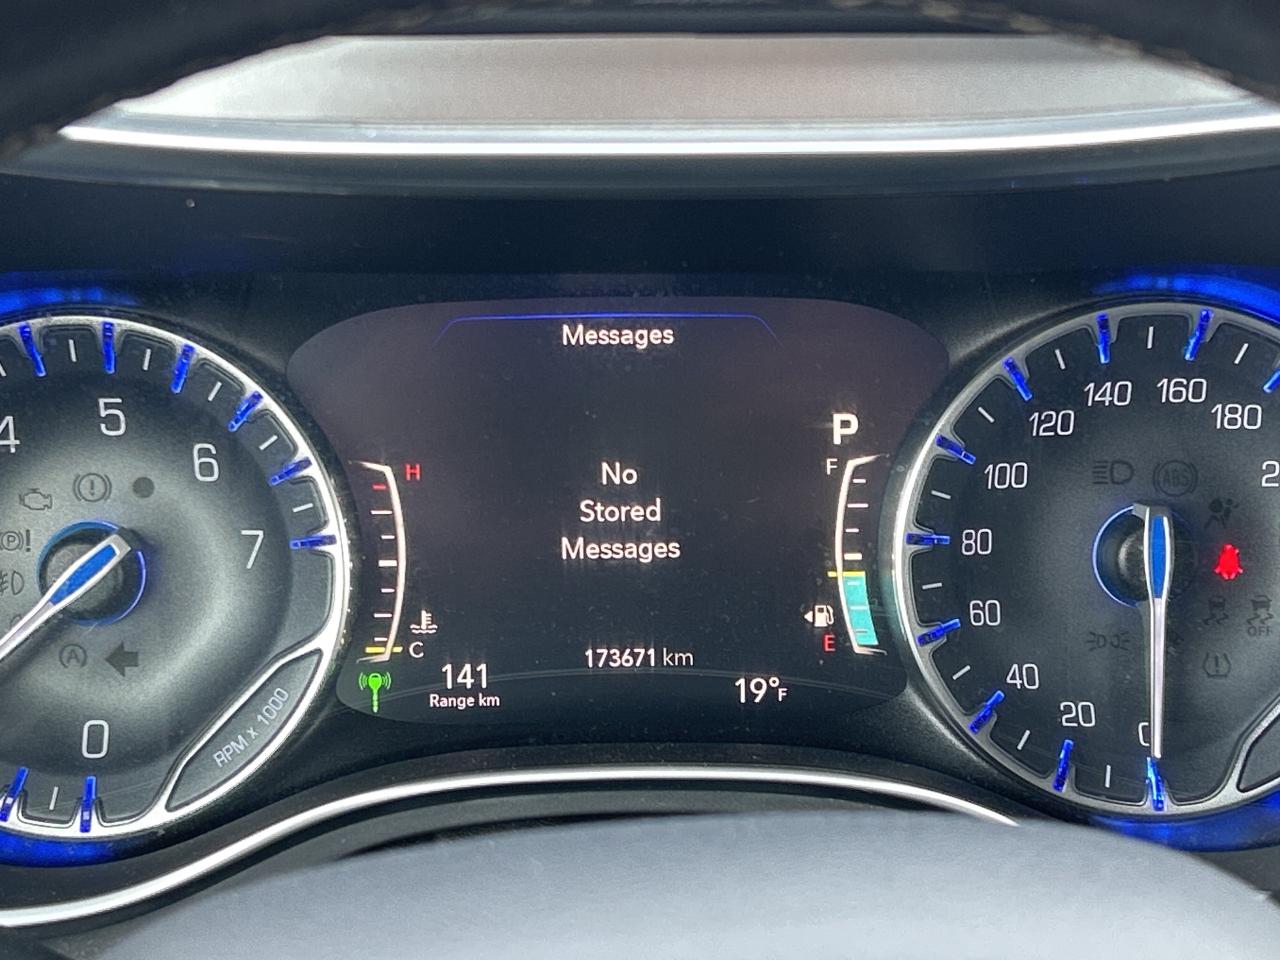 Messages
No
Stored
Messages
P
F
E
H
C
173671 km
141
Range km
19°F
4
5
6
7
0
RPM x 1000
(P)!
A
ABS
OFF
0
20
40
60
80
100
120
140
160
180